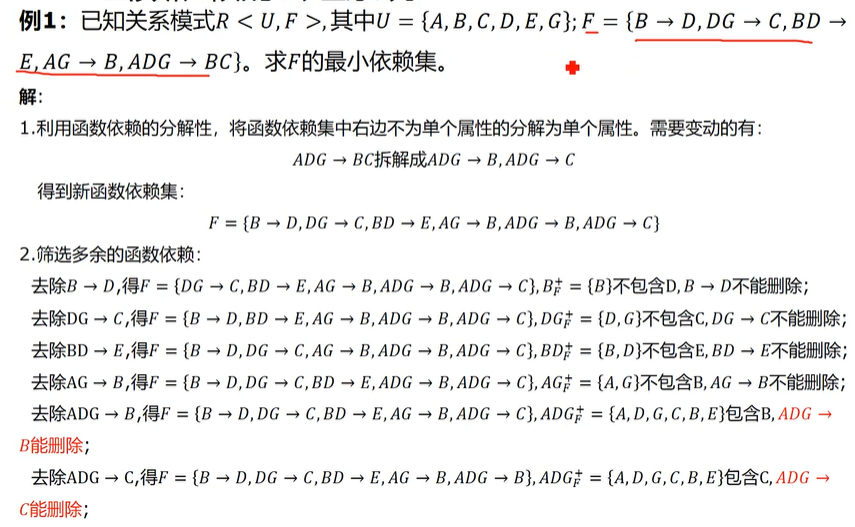 例1：已知关系模式R < U, F >,其中U = {A, B, C, D, E, G}; F = {B → D, DG → C, BD →
E, AG → B, ADG → BC}。求F的最小依赖集。
解:
1.利用函数依赖的分解性，将函数依赖集中右边不为单个属性的分解为单个属性。需要变动的有：
ADG → BC拆解成ADG → B, ADG → C
得到新函数依赖集：
F = {B → D, DG → C, BD → E, AG → B, ADG → B, ADG → C}
2.筛选多余的函数依赖：
去除B → D,得F = {DG → C, BD → E, AG → B, ADG → B, ADG → C}, B_F^+ = {B}不包含D, B → D不能删除；
去除DG → C,得F = {B → D, BD → E, AG → B, ADG → B, ADG → C}, DG_F^+ = {D, G}不包含C, DG → C不能删除；
去除BD → E,得F = {B → D, DG → C, AG → B, ADG → B, ADG → C}, BD_F^+ = {B, D}不包含E, BD → E不能删除；
去除AG → B,得F = {B → D, DG → C, BD → E, ADG → B, ADG → C}, AG_F^+ = {A, G}不包含B, AG → B不能删除；
去除ADG → B,得F = {B → D, DG → C, BD → E, AG → B, ADG → C}, ADG_F^+ = {A, D, G, C, B, E}包含B, ADG →
B能删除；
去除ADG → C,得F = {B → D, DG → C, BD → E, AG → B, ADG → B}, ADG_F^+ = {A, D, G, C, B, E}包含C, ADG →
C能删除；